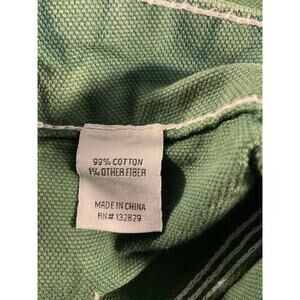 99% COTTON
1% OTHER FIBER
MADE IN CHINA
RN# 132829